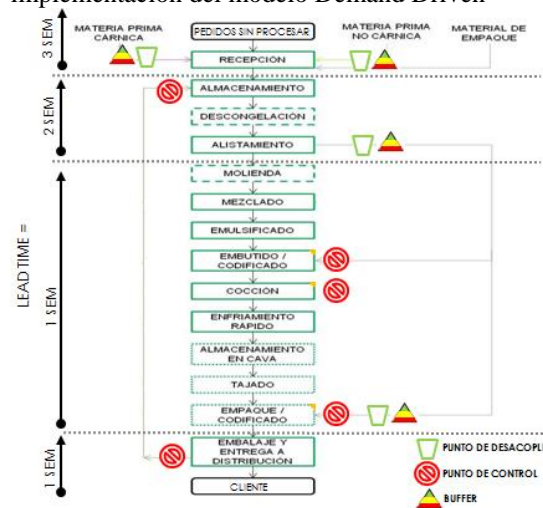 implementación del modelo Demand Driven
MATERIA PRIMA
CÁRNICA
PEDIDOS SIN PROCESAR
MATERIA PRIMA
NO CÁRNICA
MATERIAL DE
EMPAQUE
3 SEM
RECEPCIÓN
2 SEM
ALMACENAMIENTO
DESCONGELACIÓN
ALISTAMIENTO
LEAD TIME =
1 SEM
MOLIENDA
MEZCLADO
EMULSIFICADO
EMBUTIDO /
CODIFICADO
COCCIÓN
ENFRIAMIENTO
RÁPIDO
ALMACENAMIENTO
EN CAVA
TAJADO
EMPAQUE /
CODIFICADO
1 SEM
EMBALAJE Y
ENTREGA A
DISTRIBUCIÓN
CLIENTE
PUNTO DE DESACOPLE
PUNTO DE CONTROL
BUFFER